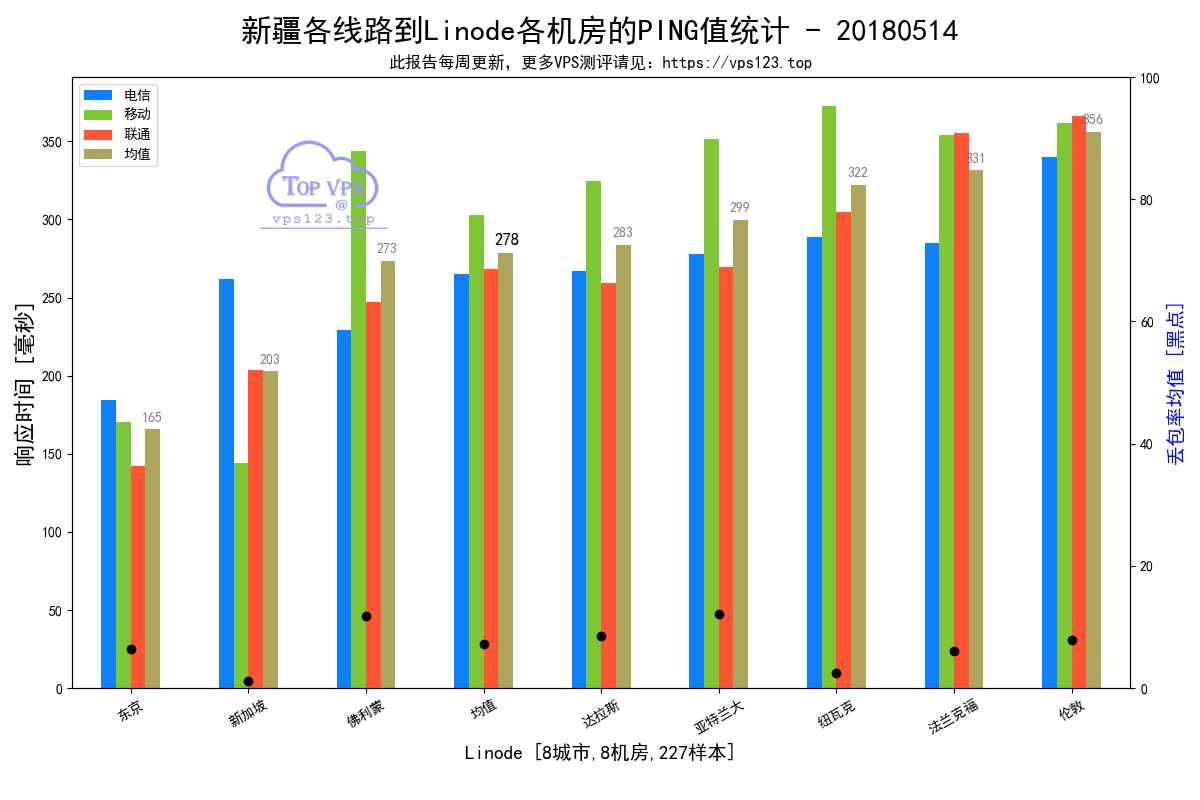 新疆各线路到Linode各机房的PING值统计 - 20180514
此报告每周更新，更多VPS测评请见：https://vps123.top
电信
移动
联通
均值
TOP VPS
@
vps123.top
响应时间 [毫秒]
350
300
250
200
150
100
50
0
165
203
273
278
283
299
322
331
356
100
80
60
40
20
0
丢包率均值 [黑点]
东京
新加坡
佛利蒙
均值
达拉斯
亚特兰大
纽瓦克
法兰克福
伦敦
Linode [8城市,8机房,227样本]